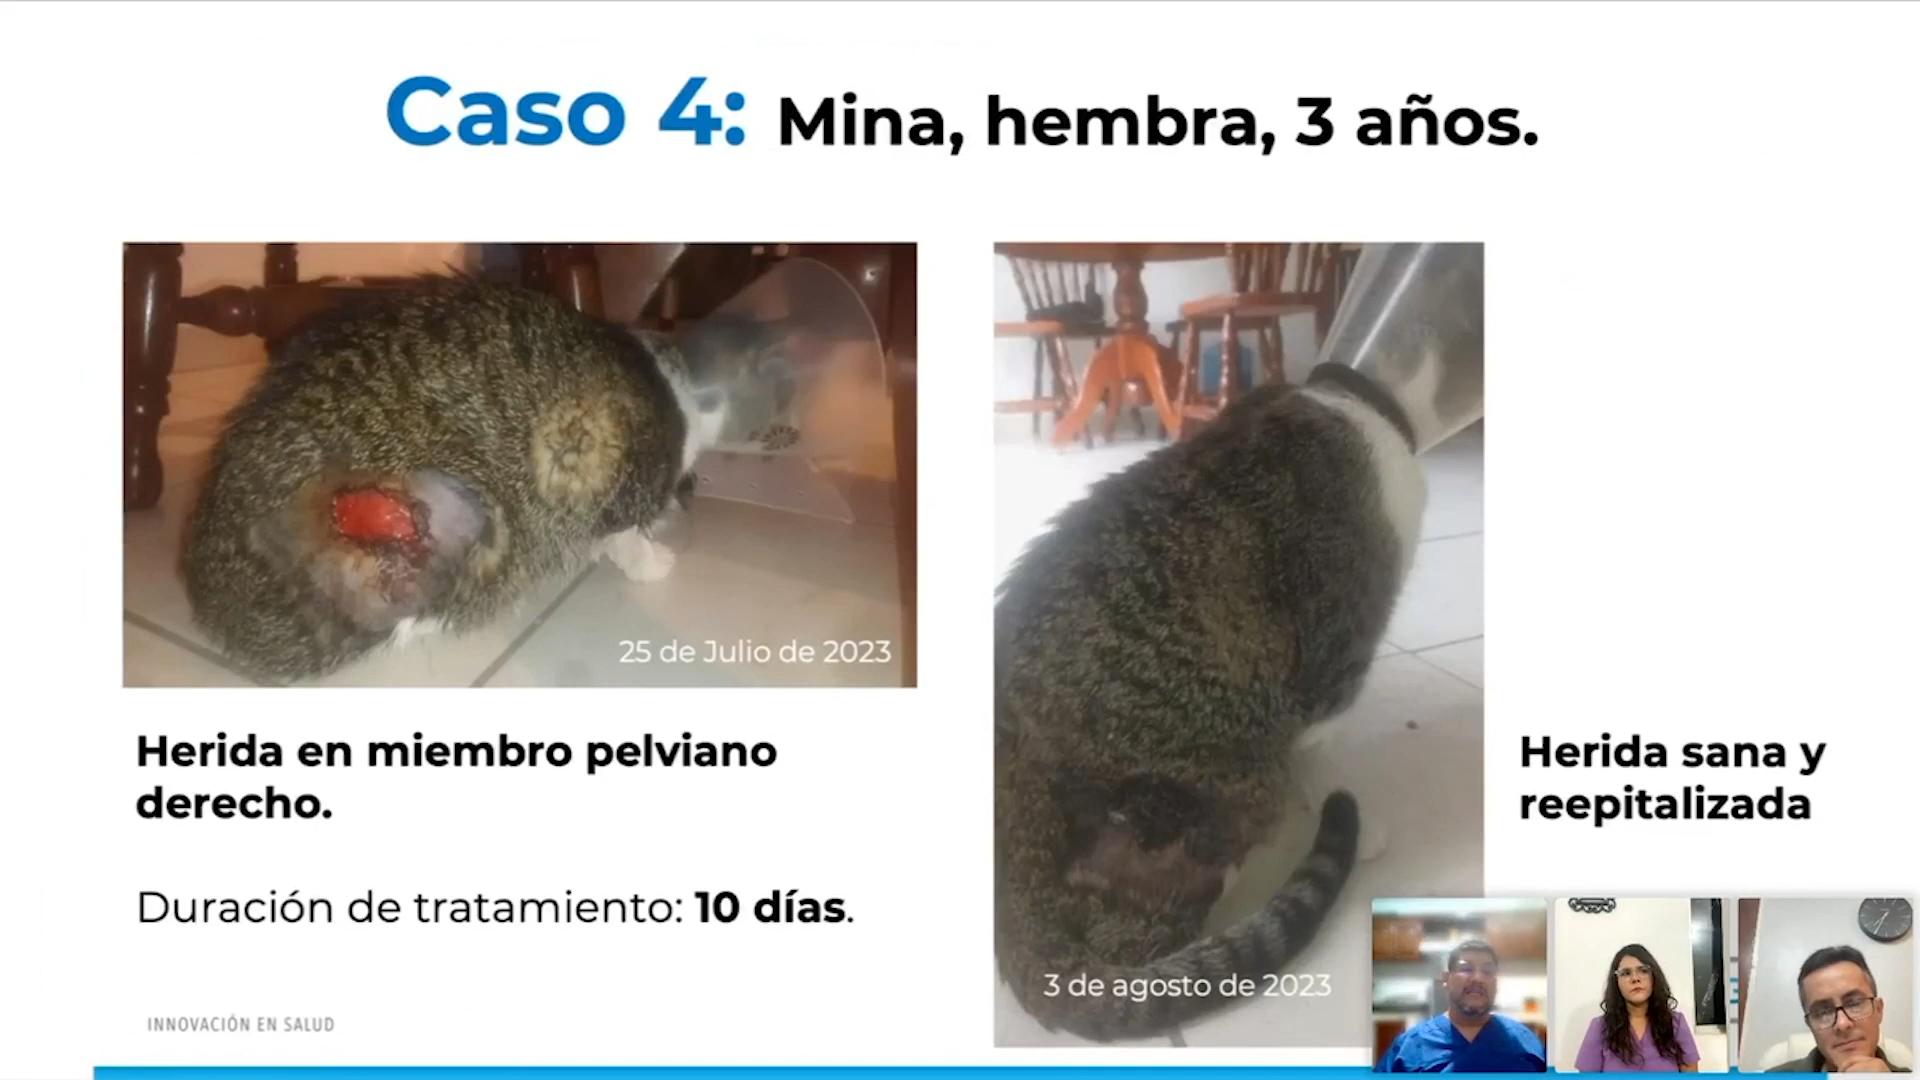 Caso 4: Mina, hembra, 3 años.
25 de Julio de 2023
Herida en miembro pelviano
derecho.
Duración de tratamiento: 10 días.
3 de agosto de 2023
Herida sana y
reepitalizada
INNOVACIÓN EN SALUD